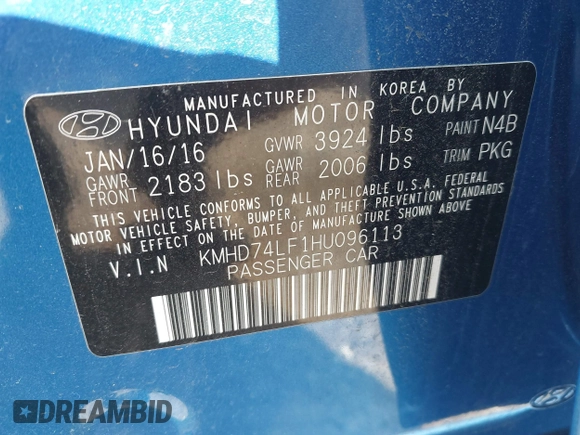 MANUFACTURED IN KOREA BY
HYUNDAI MOTOR COMPANY
JAN/16/16 GVWR 3924 lbs PAINT N4B
GAWR FRONT 2183 lbs GAWR REAR 2006 lbs TRIM PKG
THIS VEHICLE CONFORMS TO ALL APPLICABLE U.S.A. FEDERAL
MOTOR VEHICLE SAFETY, BUMPER, AND THEFT PREVENTION STANDARDS
IN EFFECT ON THE DATE OF MANUFACTURE SHOWN ABOVE
V.I.N KMHD74LF1HU096113
PASSENGER CAR
DREAMBID